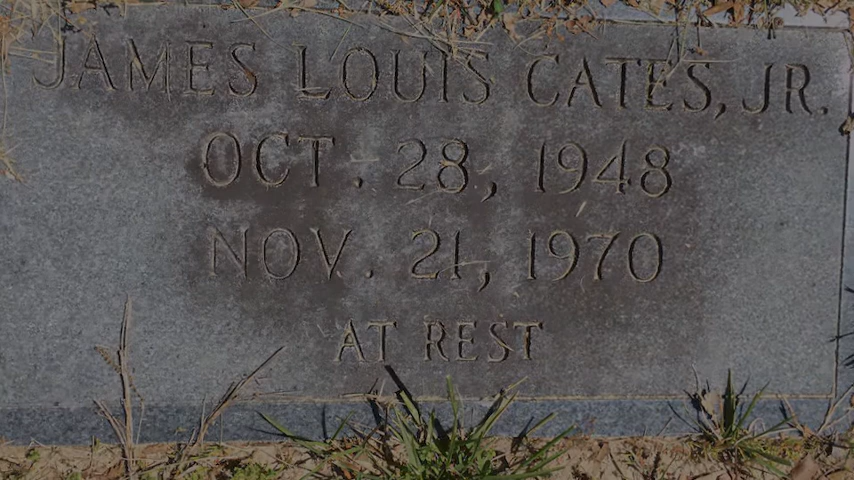 JAMES LOUIS CATES, JR.
OCT. 28, 1948
NOV. 21, 1970
AT REST